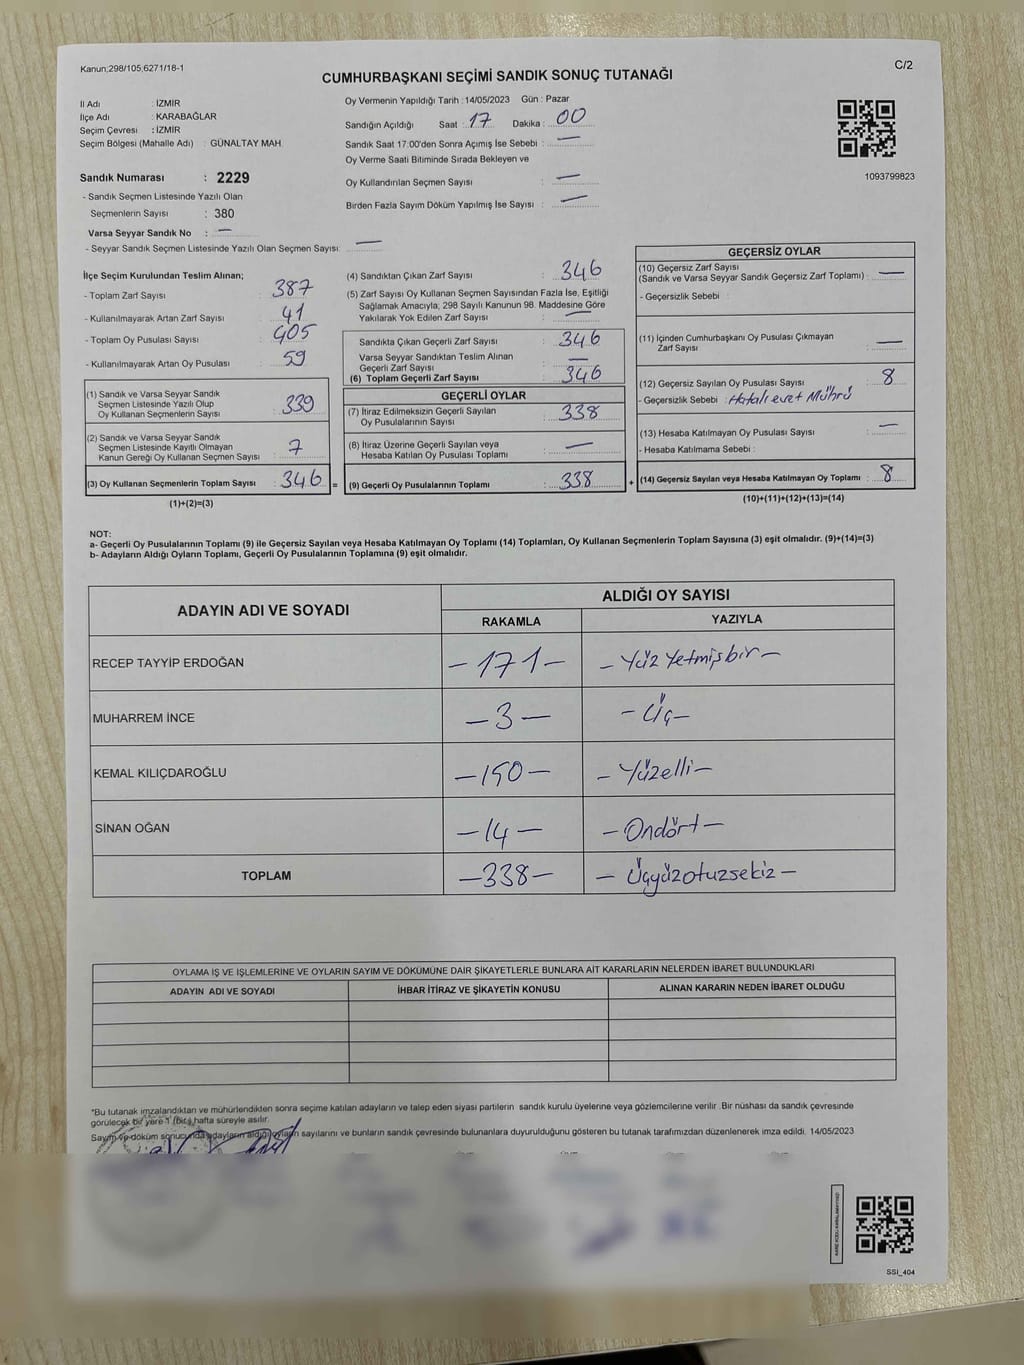 Kanun;298/105;6271/18-1
C/2
CUMHURBAŞKANI SEÇİMİ SANDIK SONUÇ TUTANAĞI
İl Adı : İZMİR
İlçe Adı : KARABAĞLAR
Seçim Çevresi : İZMİR
Seçim Bölgesi (Mahalle Adı) : GÜNALTAY MAH.
Oy Vermenin Yapıldığı Tarih : 14/05/2023 Gün : Pazar
Sandığın Açıldığı Saat : 17 Dakika : 00
Sandık Saat 17:00'den Sonra Açımış İse Sebebi : —
Oy Verme Saati Bitiminde Sırada Bekleyen ve
Oy Kullandırılan Seçmen Sayısı : —
Birden Fazla Sayım Döküm Yapılmış İse Sayısı : —
1093799823
Sandık Numarası : 2229
- Sandık Seçmen Listesinde Yazılı Olan
Seçmenlerin Sayısı : 380
Varsa Seyyar Sandık No : —
- Seyyar Sandık Seçmen Listesinde Yazılı Olan Seçmen Sayısı: —
İlçe Seçim Kurulundan Teslim Alınan;
- Toplam Zarf Sayısı : 387
- Kullanılmayarak Artan Zarf Sayısı : 41
- Toplam Oy Pusulası Sayısı : 405
- Kullanılmayarak Artan Oy Pusulası : 59
(1) Sandık ve Varsa Seyyar Sandık
Seçmen Listesinde Yazılı Olup
Oy Kullanan Seçmenlerin Sayısı : 339
(2) Sandık ve Varsa Seyyar Sandık
Seçmen Listesinde Kayıtlı Olmayan
Kanun Gereği Oy Kullanan Seçmen Sayısı : 7
(3) Oy Kullanan Seçmenlerin Toplam Sayısı : 346 =
(1)+(2)=(3)
(4) Sandıktan Çıkan Zarf Sayısı : 346
(5) Zarf Sayısı Oy Kullanan Seçmen Sayısından Fazla İse, Eşitliği
Sağlamak Amacıyla; 298 Sayılı Kanunun 98. Maddesine Göre
Yakılarak Yok Edilen Zarf Sayısı : —
Sandıkta Çıkan Geçerli Zarf Sayısı : 346
Varsa Seyyar Sandıktan Teslim Alınan
Geçerli Zarf Sayısı : —
(6) Toplam Geçerli Zarf Sayısı : 346
GEÇERLİ OYLAR
(7) İtiraz Edilmeksizin Geçerli Sayılan
Oy Pusulalarının Sayısı : 338
(8) İtiraz Üzerine Geçerli Sayılan veya
Hesaba Katılan Oy Pusulası Toplamı : —
(9) Geçerli Oy Pusulalarının Toplamı : 338 +
GEÇERSİZ OYLAR
(10) Geçersiz Zarf Sayısı
(Sandık ve Varsa Seyyar Sandık Geçersiz Zarf Toplamı) : —
- Geçersizlik Sebebi :
(11) İçinden Cumhurbaşkanı Oy Pusulası Çıkmayan
Zarf Sayısı : —
(12) Geçersiz Sayılan Oy Pusulası Sayısı : 8
- Geçersizlik Sebebi : Hatalı evet Mührü
(13) Hesaba Katılmayan Oy Pusulası Sayısı : —
- Hesaba Katılmama Sebebi :
(14) Geçersiz Sayılan veya Hesaba Katılmayan Oy Toplamı : 8
(10)+(11)+(12)+(13)=(14)
NOT:
a- Geçerli Oy Pusulalarının Toplamı (9) ile Geçersiz Sayılan veya Hesaba Katılmayan Oy Toplamı (14) Toplamları, Oy Kullanan Seçmenlerin Toplam Sayısına (3) eşit olmalıdır. (9)+(14)=(3)
b- Adayların Aldığı Oyların Toplamı, Geçerli Oy Pusulalarının Toplamına (9) eşit olmalıdır.
ADAYIN ADI VE SOYADI
ALDIĞI OY SAYISI
RAKAMLA YAZIYLA
RECEP TAYYİP ERDOĞAN –171– –Yüz Yetmişbir–
MUHARREM İNCE –3– –Üç–
KEMAL KILIÇDAROĞLU –150– –Yüzelli–
SİNAN OĞAN –14– –Ondört–
TOPLAM –338– –Üçyüzotuzsekiz–
OYLAMA İŞ VE İŞLEMLERİNE VE OYLARIN SAYIM VE DÖKÜMÜNE DAİR ŞİKAYETLERLE BUNLARA AİT KARARLARIN NELERDEN İBARET BULUNDUKLARI
ADAYIN ADI VE SOYADI İHBAR İTİRAZ VE ŞİKAYETİN KONUSU ALINAN KARARIN NEDEN İBARET OLDUĞU
*Bu tutanak imzalandıktan ve mühürlendikten sonra seçime katılan adayların ve talep eden siyasi partilerin sandık kurulu üyelerine veya gözlemcilerine verilir. Bir nüshası da sandık çevresinde
görülecek bir yere 1 (bir) hafta süreyle asılır.
Sayım ve döküm sonucunda adayların aldığı oyların sayılarını ve bunların sandık çevresinde bulunanlara duyurulduğunu gösteren bu tutanak tarafımızdan düzenlenerek imza edildi. 14/05/2023
SSI_404